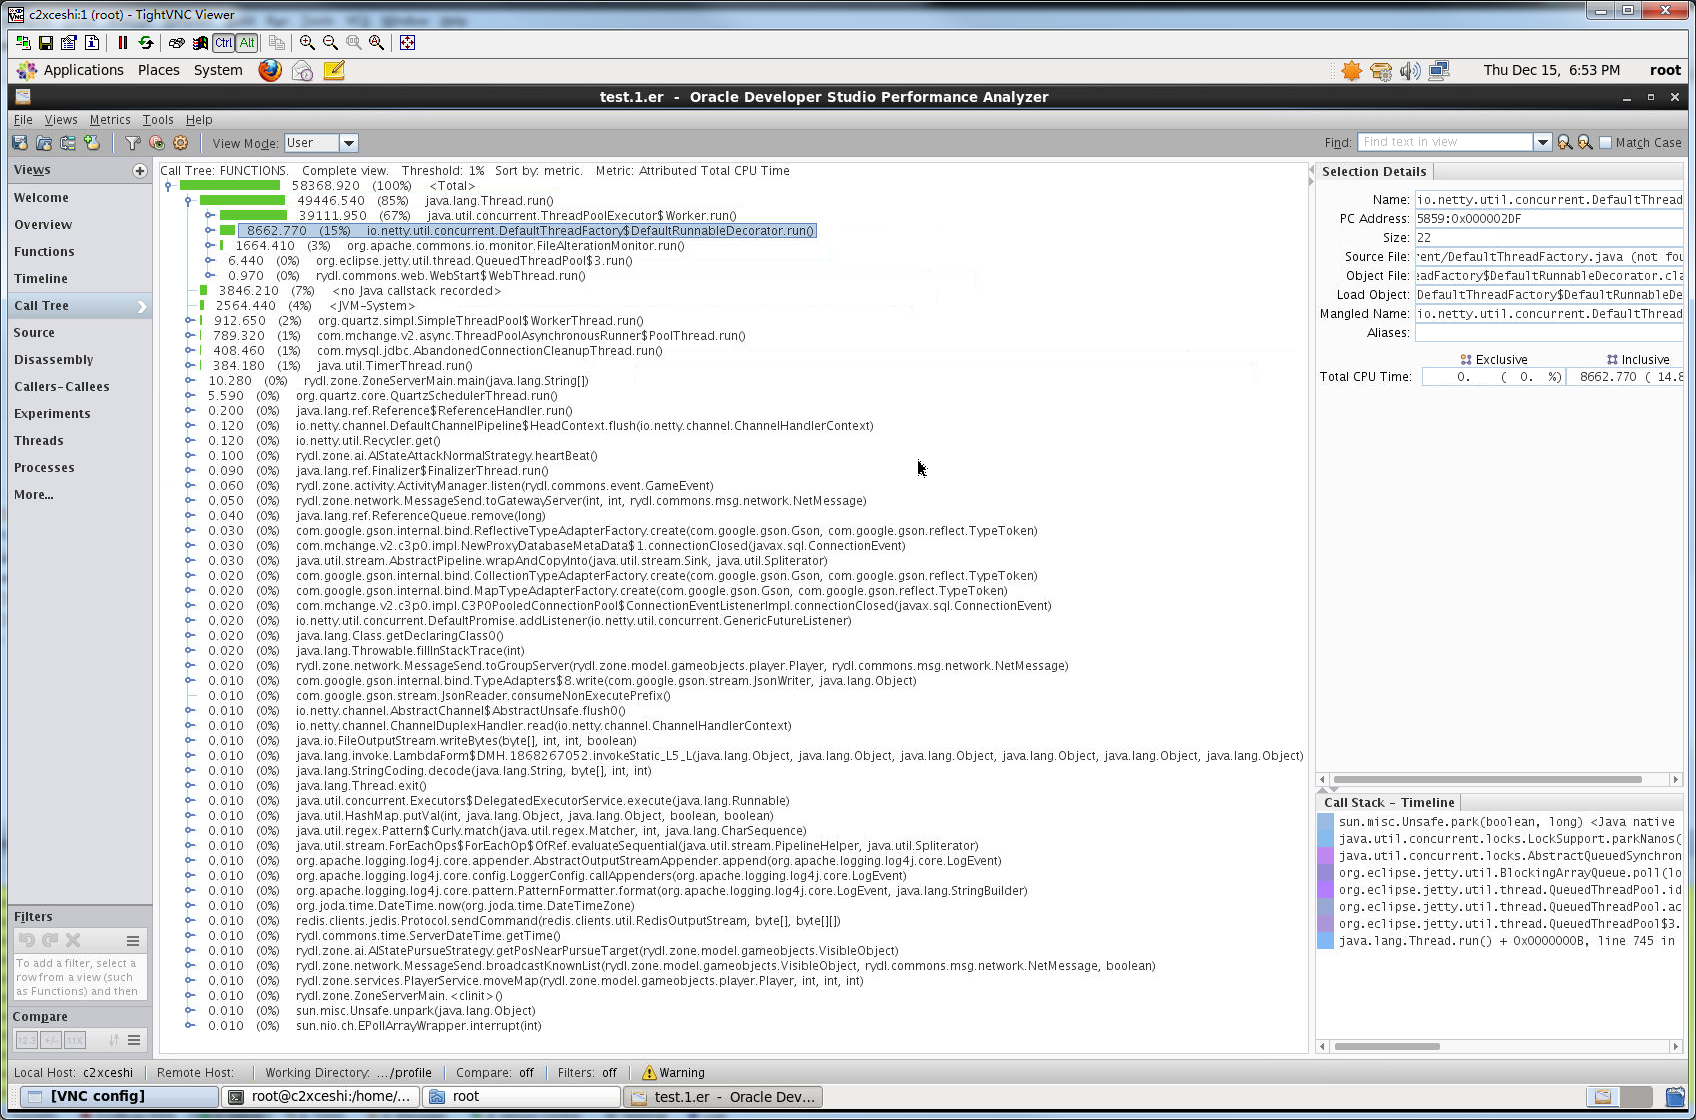 c2xceshi:1 (root) - TightVNC Viewer
Ctrl Alt
Applications Places System Thu Dec 15, 6:53 PM root
test.1.er - Oracle Developer Studio Performance Analyzer
File Views Metrics Tools Help
View Mode: User Find: Find text in view Match Case
Views
Welcome
Overview
Functions
Timeline
Call Tree
Source
Disassembly
Callers-Callees
Experiments
Threads
Processes
More...
Filters
To add a filter, select a
row from a view (such
as Functions) and then
Compare
12.3 +/- 1.1X
Call Tree: FUNCTIONS. Complete view. Threshold: 1% Sort by: metric. Metric: Attributed Total CPU Time
58368.920 (100%) <Total>
49446.540 (85%) java.lang.Thread.run()
39111.950 (67%) java.util.concurrent.ThreadPoolExecutor$Worker.run()
8662.770 (15%) io.netty.util.concurrent.DefaultThreadFactory$DefaultRunnableDecorator.run()
1664.410 (3%) org.apache.commons.io.monitor.FileAlterationMonitor.run()
6.440 (0%) org.eclipse.jetty.util.thread.QueuedThreadPool$3.run()
0.970 (0%) rydl.commons.web.WebStart$WebThread.run()
3846.210 (7%) <no Java callstack recorded>
2564.440 (4%) <JVM-System>
912.650 (2%) org.quartz.simpl.SimpleThreadPool$WorkerThread.run()
789.320 (1%) com.mchange.v2.async.ThreadPoolAsynchronousRunner$PoolThread.run()
408.460 (1%) com.mysql.jdbc.AbandonedConnectionCleanupThread.run()
384.180 (1%) java.util.TimerThread.run()
10.280 (0%) rydl.zone.ZoneServerMain.main(java.lang.String[])
5.590 (0%) org.quartz.core.QuartzSchedulerThread.run()
0.200 (0%) java.lang.ref.Reference$ReferenceHandler.run()
0.120 (0%) io.netty.channel.DefaultChannelPipeline$HeadContext.flush(io.netty.channel.ChannelHandlerContext)
0.120 (0%) io.netty.util.Recycler.get()
0.100 (0%) rydl.zone.ai.AIStateAttackNormalStrategy.heartBeat()
0.090 (0%) java.lang.ref.Finalizer$FinalizerThread.run()
0.060 (0%) rydl.zone.activity.ActivityManager.listen(rydl.commons.event.GameEvent)
0.050 (0%) rydl.zone.network.MessageSend.toGatewayServer(int, int, rydl.commons.msg.network.NetMessage)
0.040 (0%) java.lang.ref.ReferenceQueue.remove(long)
0.030 (0%) com.google.gson.internal.bind.ReflectiveTypeAdapterFactory.create(com.google.gson.Gson, com.google.gson.reflect.TypeToken)
0.030 (0%) com.mchange.v2.c3p0.impl.NewProxyDatabaseMetaData$1.connectionClosed(javax.sql.ConnectionEvent)
0.030 (0%) java.util.stream.AbstractPipeline.wrapAndCopyInto(java.util.stream.Sink, java.util.Spliterator)
0.020 (0%) com.google.gson.internal.bind.CollectionTypeAdapterFactory.create(com.google.gson.Gson, com.google.gson.reflect.TypeToken)
0.020 (0%) com.google.gson.internal.bind.MapTypeAdapterFactory.create(com.google.gson.Gson, com.google.gson.reflect.TypeToken)
0.020 (0%) com.mchange.v2.c3p0.impl.C3P0PooledConnectionPool$ConnectionEventListenerImpl.connectionClosed(javax.sql.ConnectionEvent)
0.020 (0%) io.netty.util.concurrent.DefaultPromise.addListener(io.netty.util.concurrent.GenericFutureListener)
0.020 (0%) java.lang.Class.getDeclaringClass0()
0.020 (0%) java.lang.Throwable.fillInStackTrace(int)
0.020 (0%) rydl.zone.network.MessageSend.toGroupServer(rydl.zone.model.gameobjects.player.Player, rydl.commons.msg.network.NetMessage)
0.010 (0%) com.google.gson.internal.bind.TypeAdapters$8.write(com.google.gson.stream.JsonWriter, java.lang.Object)
0.010 (0%) com.google.gson.stream.JsonReader.consumeNonExecutePrefix()
0.010 (0%) io.netty.channel.AbstractChannel$AbstractUnsafe.flush0()
0.010 (0%) io.netty.channel.ChannelDuplexHandler.read(io.netty.channel.ChannelHandlerContext)
0.010 (0%) java.io.FileOutputStream.writeBytes(byte[], int, int, boolean)
0.010 (0%) java.lang.invoke.LambdaForm$DMH.1868267052.invokeStatic_L5_L(java.lang.Object, java.lang.Object, java.lang.Object, java.lang.Object, java.lang.Object, java.lang.Object)
0.010 (0%) java.lang.StringCoding.decode(java.lang.String, byte[], int, int)
0.010 (0%) java.lang.Thread.exit()
0.010 (0%) java.util.concurrent.Executors$DelegatedExecutorService.execute(java.lang.Runnable)
0.010 (0%) java.util.HashMap.putVal(int, java.lang.Object, java.lang.Object, boolean, boolean)
0.010 (0%) java.util.regex.Pattern$Curly.match(java.util.regex.Matcher, int, java.lang.CharSequence)
0.010 (0%) java.util.stream.ForEachOps$ForEachOp$OfRef.evaluateSequential(java.util.stream.PipelineHelper, java.util.Spliterator)
0.010 (0%) org.apache.logging.log4j.core.appender.AbstractOutputStreamAppender.append(org.apache.logging.log4j.core.LogEvent)
0.010 (0%) org.apache.logging.log4j.core.config.LoggerConfig.callAppenders(org.apache.logging.log4j.core.LogEvent)
0.010 (0%) org.apache.logging.log4j.core.pattern.PatternFormatter.format(org.apache.logging.log4j.core.LogEvent, java.lang.StringBuilder)
0.010 (0%) org.joda.time.DateTime.now(org.joda.time.DateTimeZone)
0.010 (0%) redis.clients.jedis.Protocol.sendCommand(redis.clients.util.RedisOutputStream, byte[], byte[][])
0.010 (0%) rydl.commons.time.ServerDateTime.getTime()
0.010 (0%) rydl.zone.ai.AIStatePursueStrategy.getPosNearPursueTarget(rydl.zone.model.gameobjects.VisibleObject)
0.010 (0%) rydl.zone.network.MessageSend.broadcastKnownList(rydl.zone.model.gameobjects.VisibleObject, rydl.commons.msg.network.NetMessage, boolean)
0.010 (0%) rydl.zone.services.PlayerService.moveMap(rydl.zone.model.gameobjects.player.Player, int, int, int)
0.010 (0%) rydl.zone.ZoneServerMain.<clinit>()
0.010 (0%) sun.misc.Unsafe.unpark(java.lang.Object)
0.010 (0%) sun.nio.ch.EPollArrayWrapper.interrupt(int)
Selection Details
Name: io.netty.util.concurrent.DefaultThread
PC Address: 5859:0x000002DF
Size: 22
Source File: rent/DefaultThreadFactory.java (not fou
Object File: eadFactory$DefaultRunnableDecorator.cla
Load Object: DefaultThreadFactory$DefaultRunnableDe
Mangled Name: io.netty.util.concurrent.DefaultThread
Aliases:
Exclusive Inclusive
Total CPU Time: 0. ( 0. %) 8662.770 ( 14.8
Call Stack - Timeline
sun.misc.Unsafe.park(boolean, long) <Java native
java.util.concurrent.locks.LockSupport.parkNanos(
java.util.concurrent.locks.AbstractQueuedSynchron
org.eclipse.jetty.util.BlockingArrayQueue.poll(lo
org.eclipse.jetty.util.thread.QueuedThreadPool.id
org.eclipse.jetty.util.thread.QueuedThreadPool.ac
org.eclipse.jetty.util.thread.QueuedThreadPool$3.
java.lang.Thread.run() + 0x0000000B, line 745 in
Local Host: c2xceshi Remote Host: Working Directory: .../profile Compare: off Filters: off Warning
[VNC config] root@c2xceshi:/home/... root test.1.er - Oracle Dev...